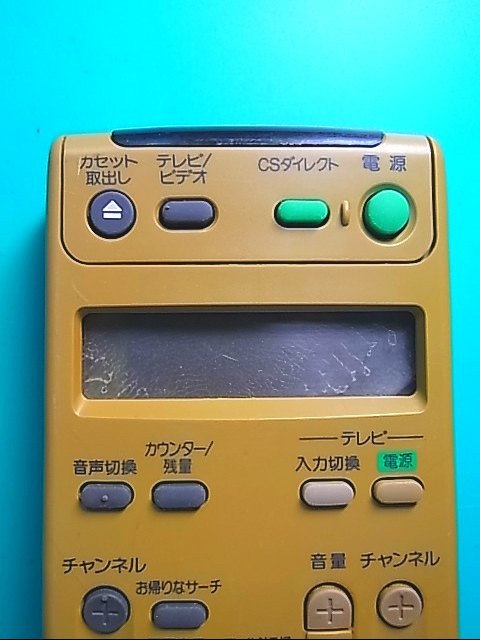 カセット
取出し
テレビ/
ビデオ
CSダイレクト
電源
テレビ
音声切換
カウンター/
残量
入力切換
電源
チャンネル
お帰りなサーチ
音量
チャンネル